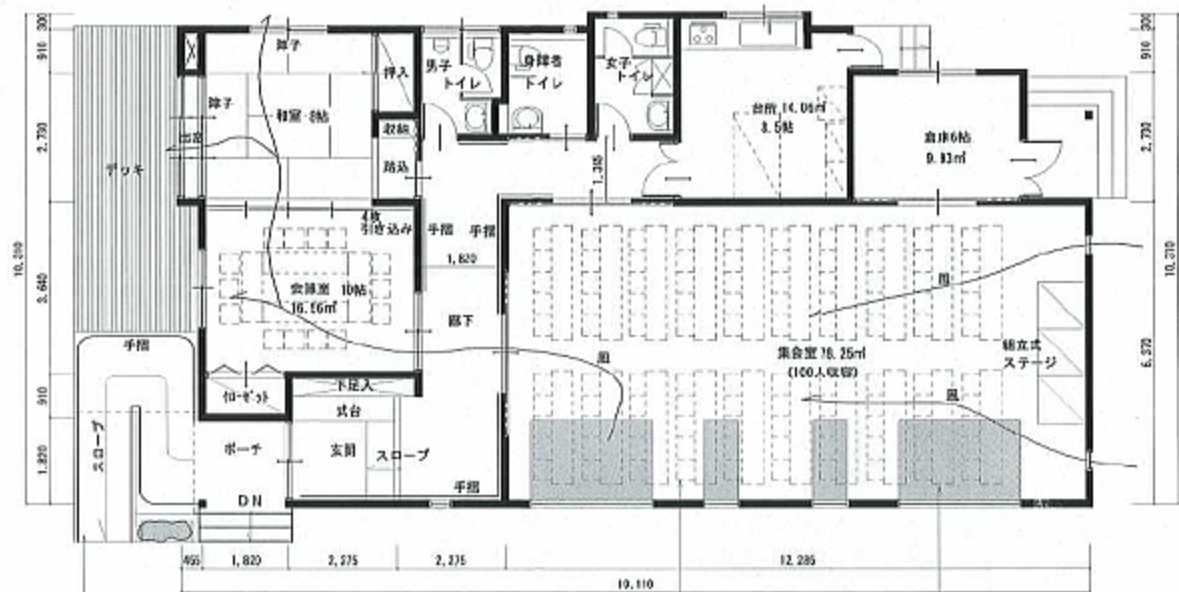 300
910
2,730
10,310
3,640
910
1,820
デッキ
障子
障子
和室 8帖
押入
収納
踏込
男子
トイレ
身障者
トイレ
女子
トイレ
台所 14.06㎡
8.5帖
倉庫6帖
9.93㎡
300
910
2,730
10,310
6,370
1,365
4枚
引き込み
手摺
手摺
1,820
会議室 10帖
16.56㎡
廊下
風
風
風
集会室 78.25㎡
(100人収容)
組立式
ステージ
手摺
スロープ
クローゼット
下足入
式台
玄関
スロープ
手摺
ポーチ
DN
455
1,820
2,275
2,275
12,285
19,110